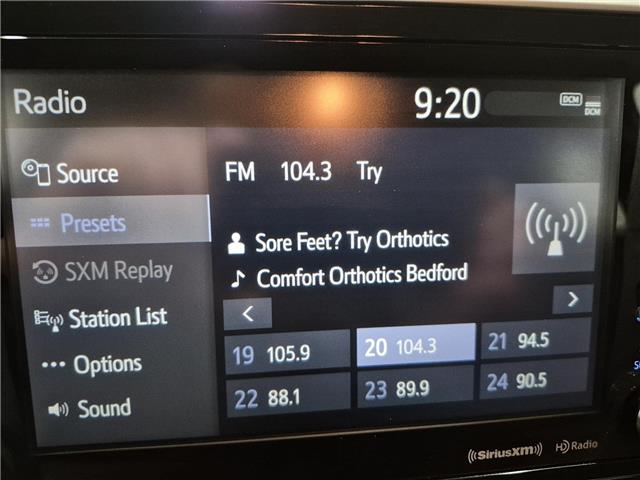 Radio 9:20 DCM
DCM
Source
FM 104.3 Try
Presets
Sore Feet? Try Orthotics
SXM Replay
Comfort Orthotics Bedford
Station List
< >
19 105.9 20 104.3 21 94.5
Options
22 88.1 23 89.9 24 90.5
Sound
((SiriusXM)) HD Radio